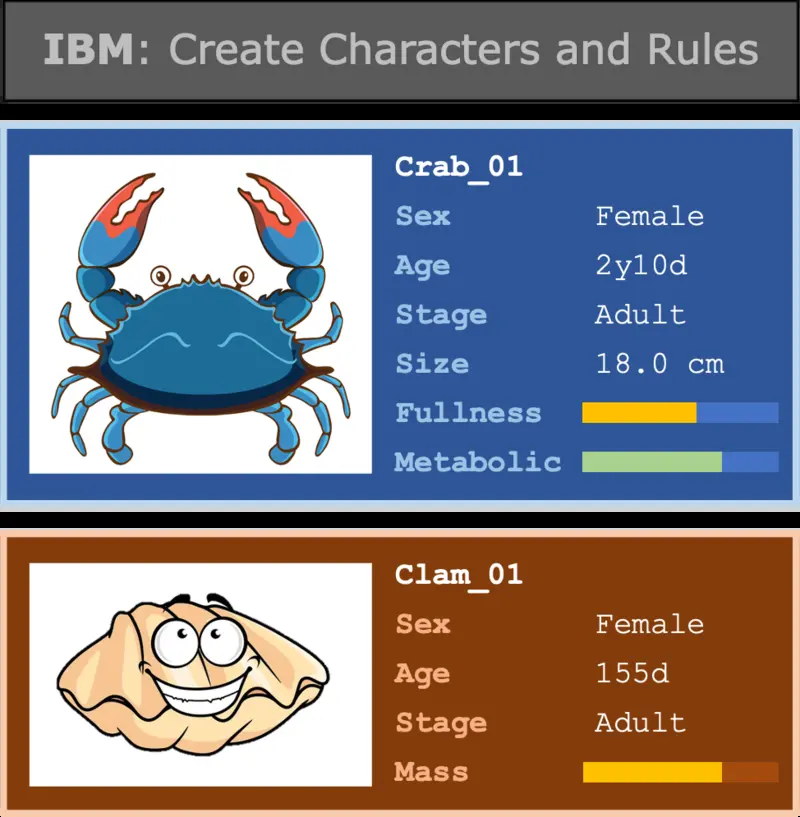 IBM: Create Characters and Rules
Crab_01
Sex Female
Age 2y10d
Stage Adult
Size 18.0 cm
Fullness
Metabolic
Clam_01
Sex Female
Age 155d
Stage Adult
Mass